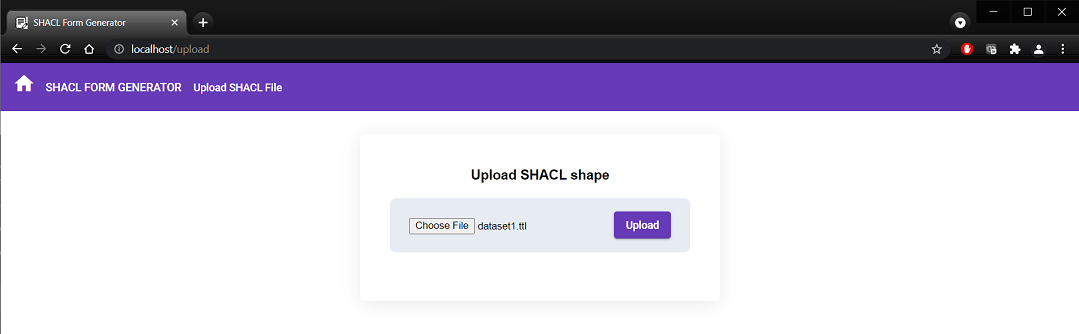 SHACL Form Generator
localhost/upload
SHACL FORM GENERATOR Upload SHACL File
Upload SHACL shape
Choose File dataset1.ttl Upload